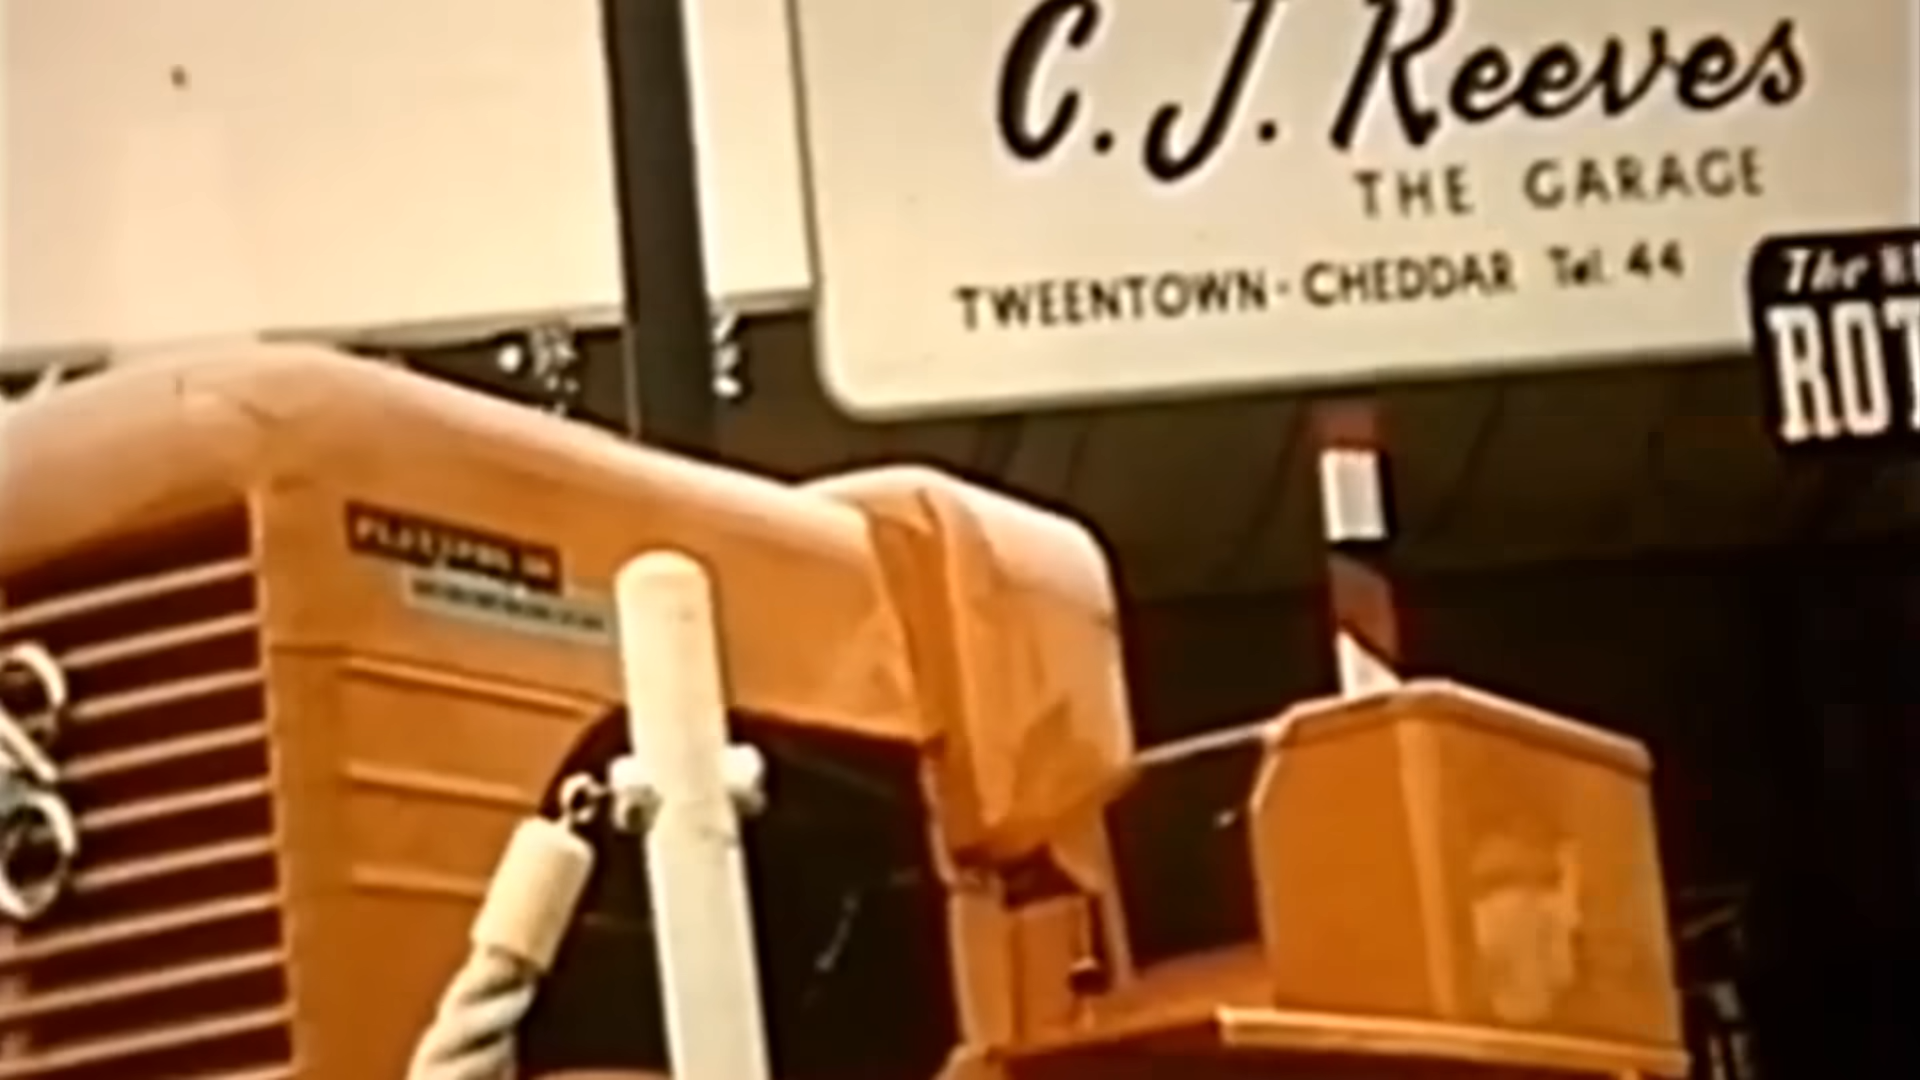 C. J. Reeves
THE GARAGE
TWEENTOWN - CHEDDAR Tel. 44
The
ROT